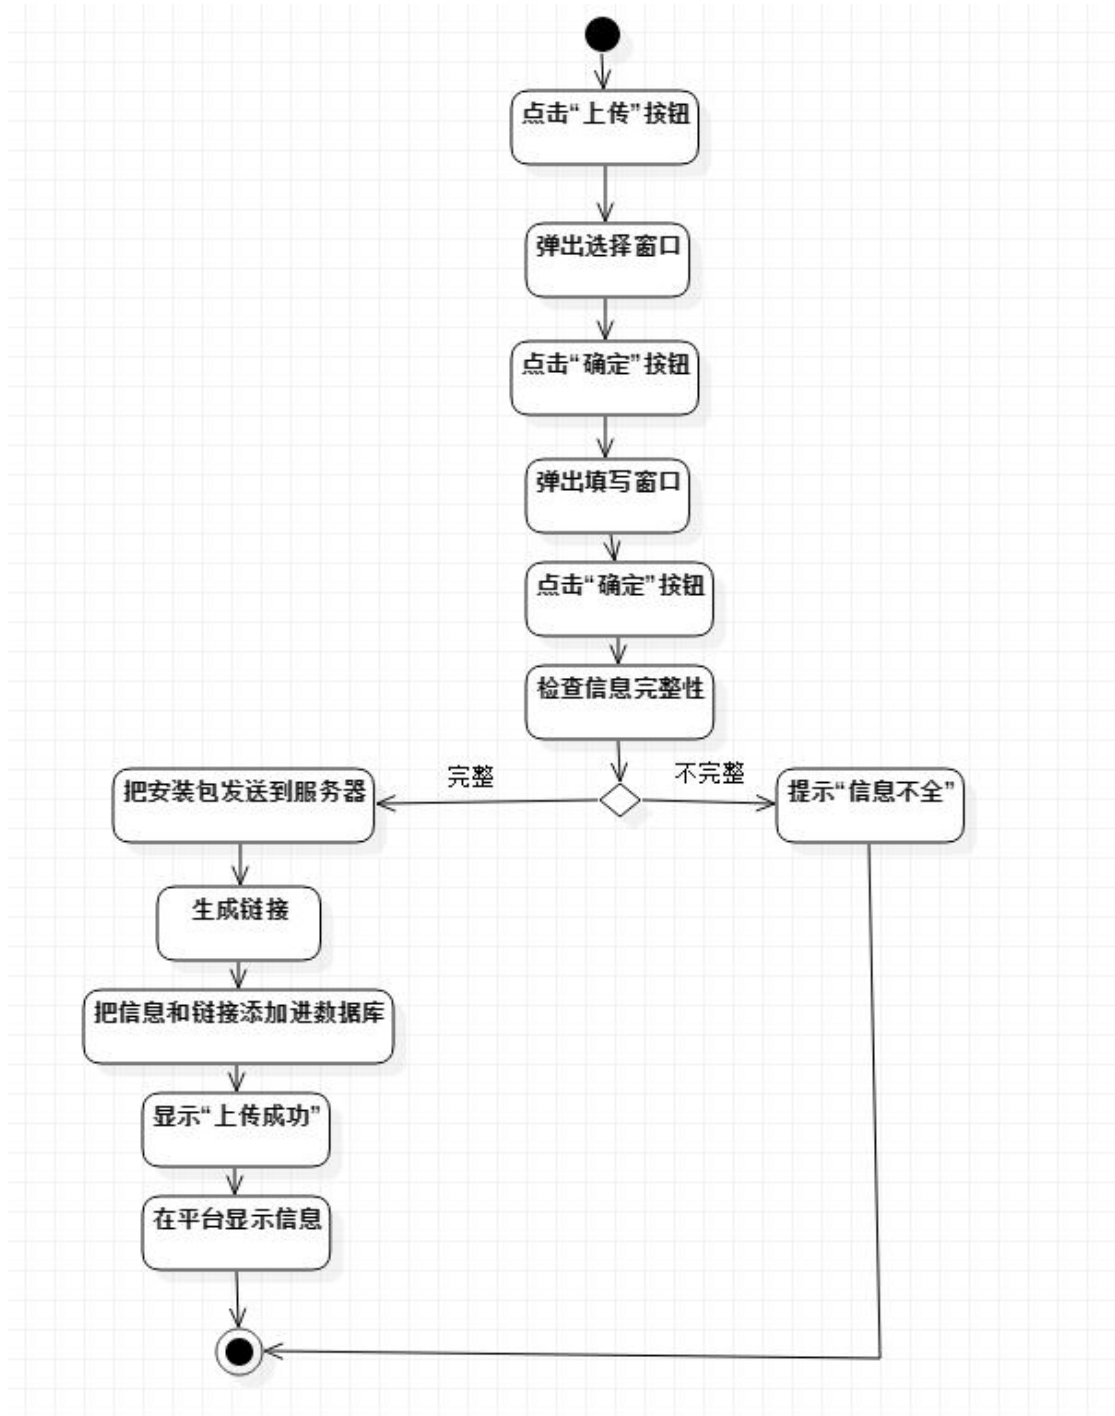 点击“上传”按钮
弹出选择窗口
点击“确定”按钮
弹出填写窗口
点击“确定”按钮
检查信息完整性
完整
不完整
把安装包发送到服务器
提示“信息不全”
生成链接
把信息和链接添加进数据库
显示“上传成功”
在平台显示信息